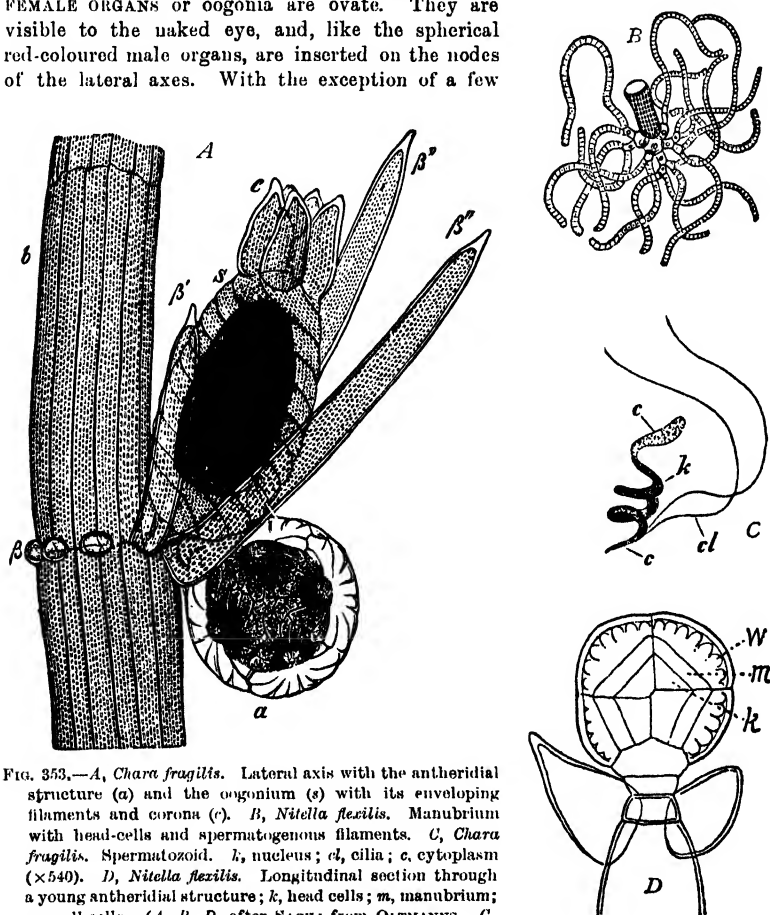 FEMALE ORGANS or oogonia are ovate. They are
visible to the naked eye, and, like the spherical
red-coloured male organs, are inserted on the nodes
of the lateral axes. With the exception of a few
A
B
β''
c
β''
b
s
β'
c
k
β
cl
C
c
a
W
m
k
D
FIG. 353.—A, Chara fragilis. Lateral axis with the antheridial
structure (a) and the oogonium (s) with its enveloping
filaments and corona (c). B, Nitella flexilis. Manubrium
with head-cells and spermatogenous filaments. C, Chara
fragilis. Spermatozoid. k, nucleus; cl, cilia; c, cytoplasm
(×540). D, Nitella flexilis. Longitudinal section through
a young antheridial structure; k, head cells; m, manubrium;